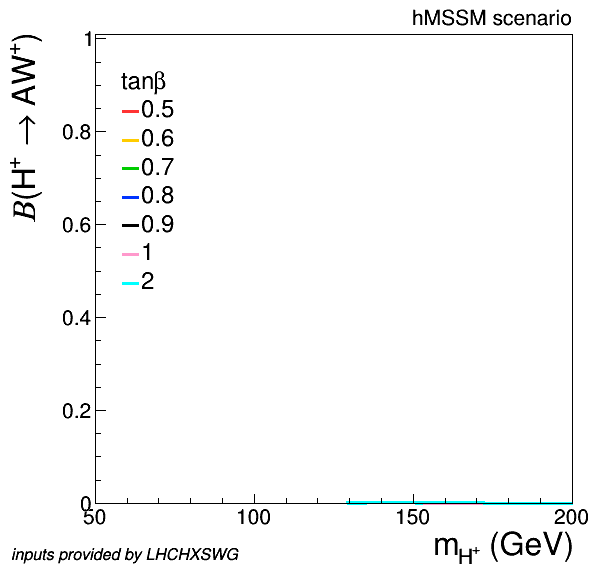 hMSSM scenario
B(H⁺ → AW⁺)
1
0.8
0.6
0.4
0.2
0
tanβ
0.5
0.6
0.7
0.8
0.9
1
2
50 100 150 200
m_H⁺ (GeV)
inputs provided by LHCHXSWG